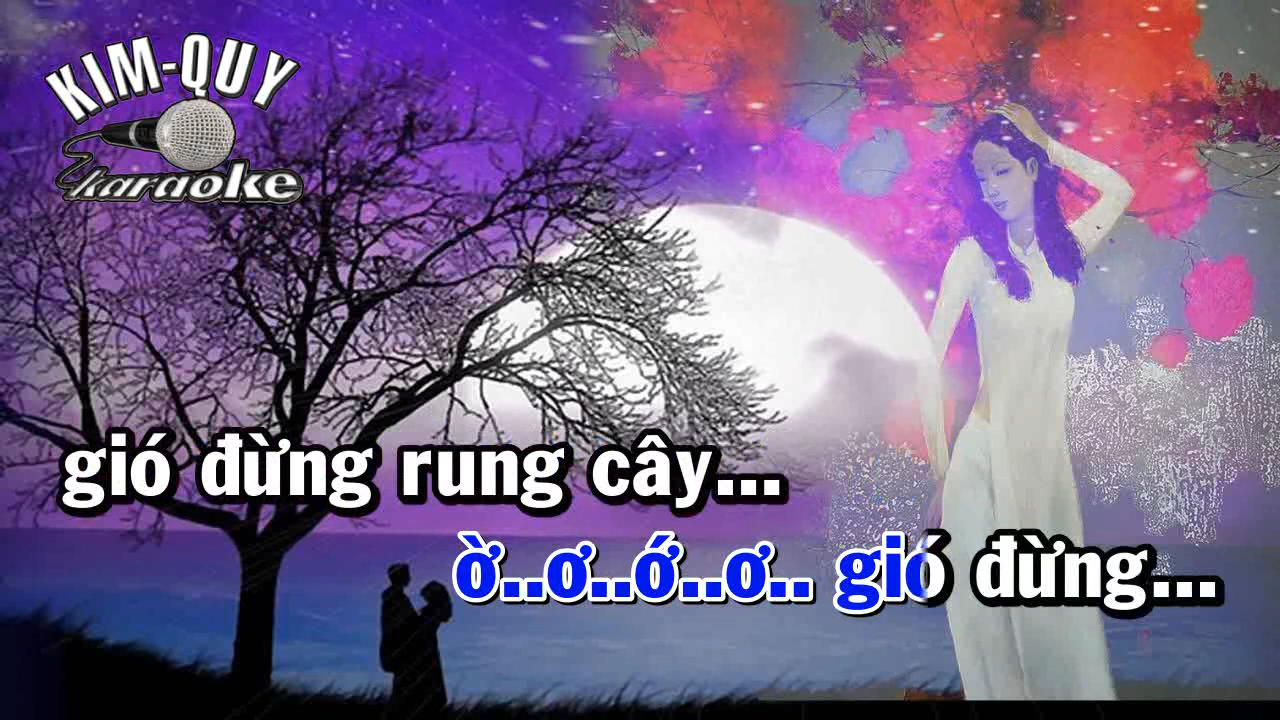 KIM-QUY
karaoke
gió đừng rung cây...
ờ..ơ..ớ..ơ.. gió đừng...